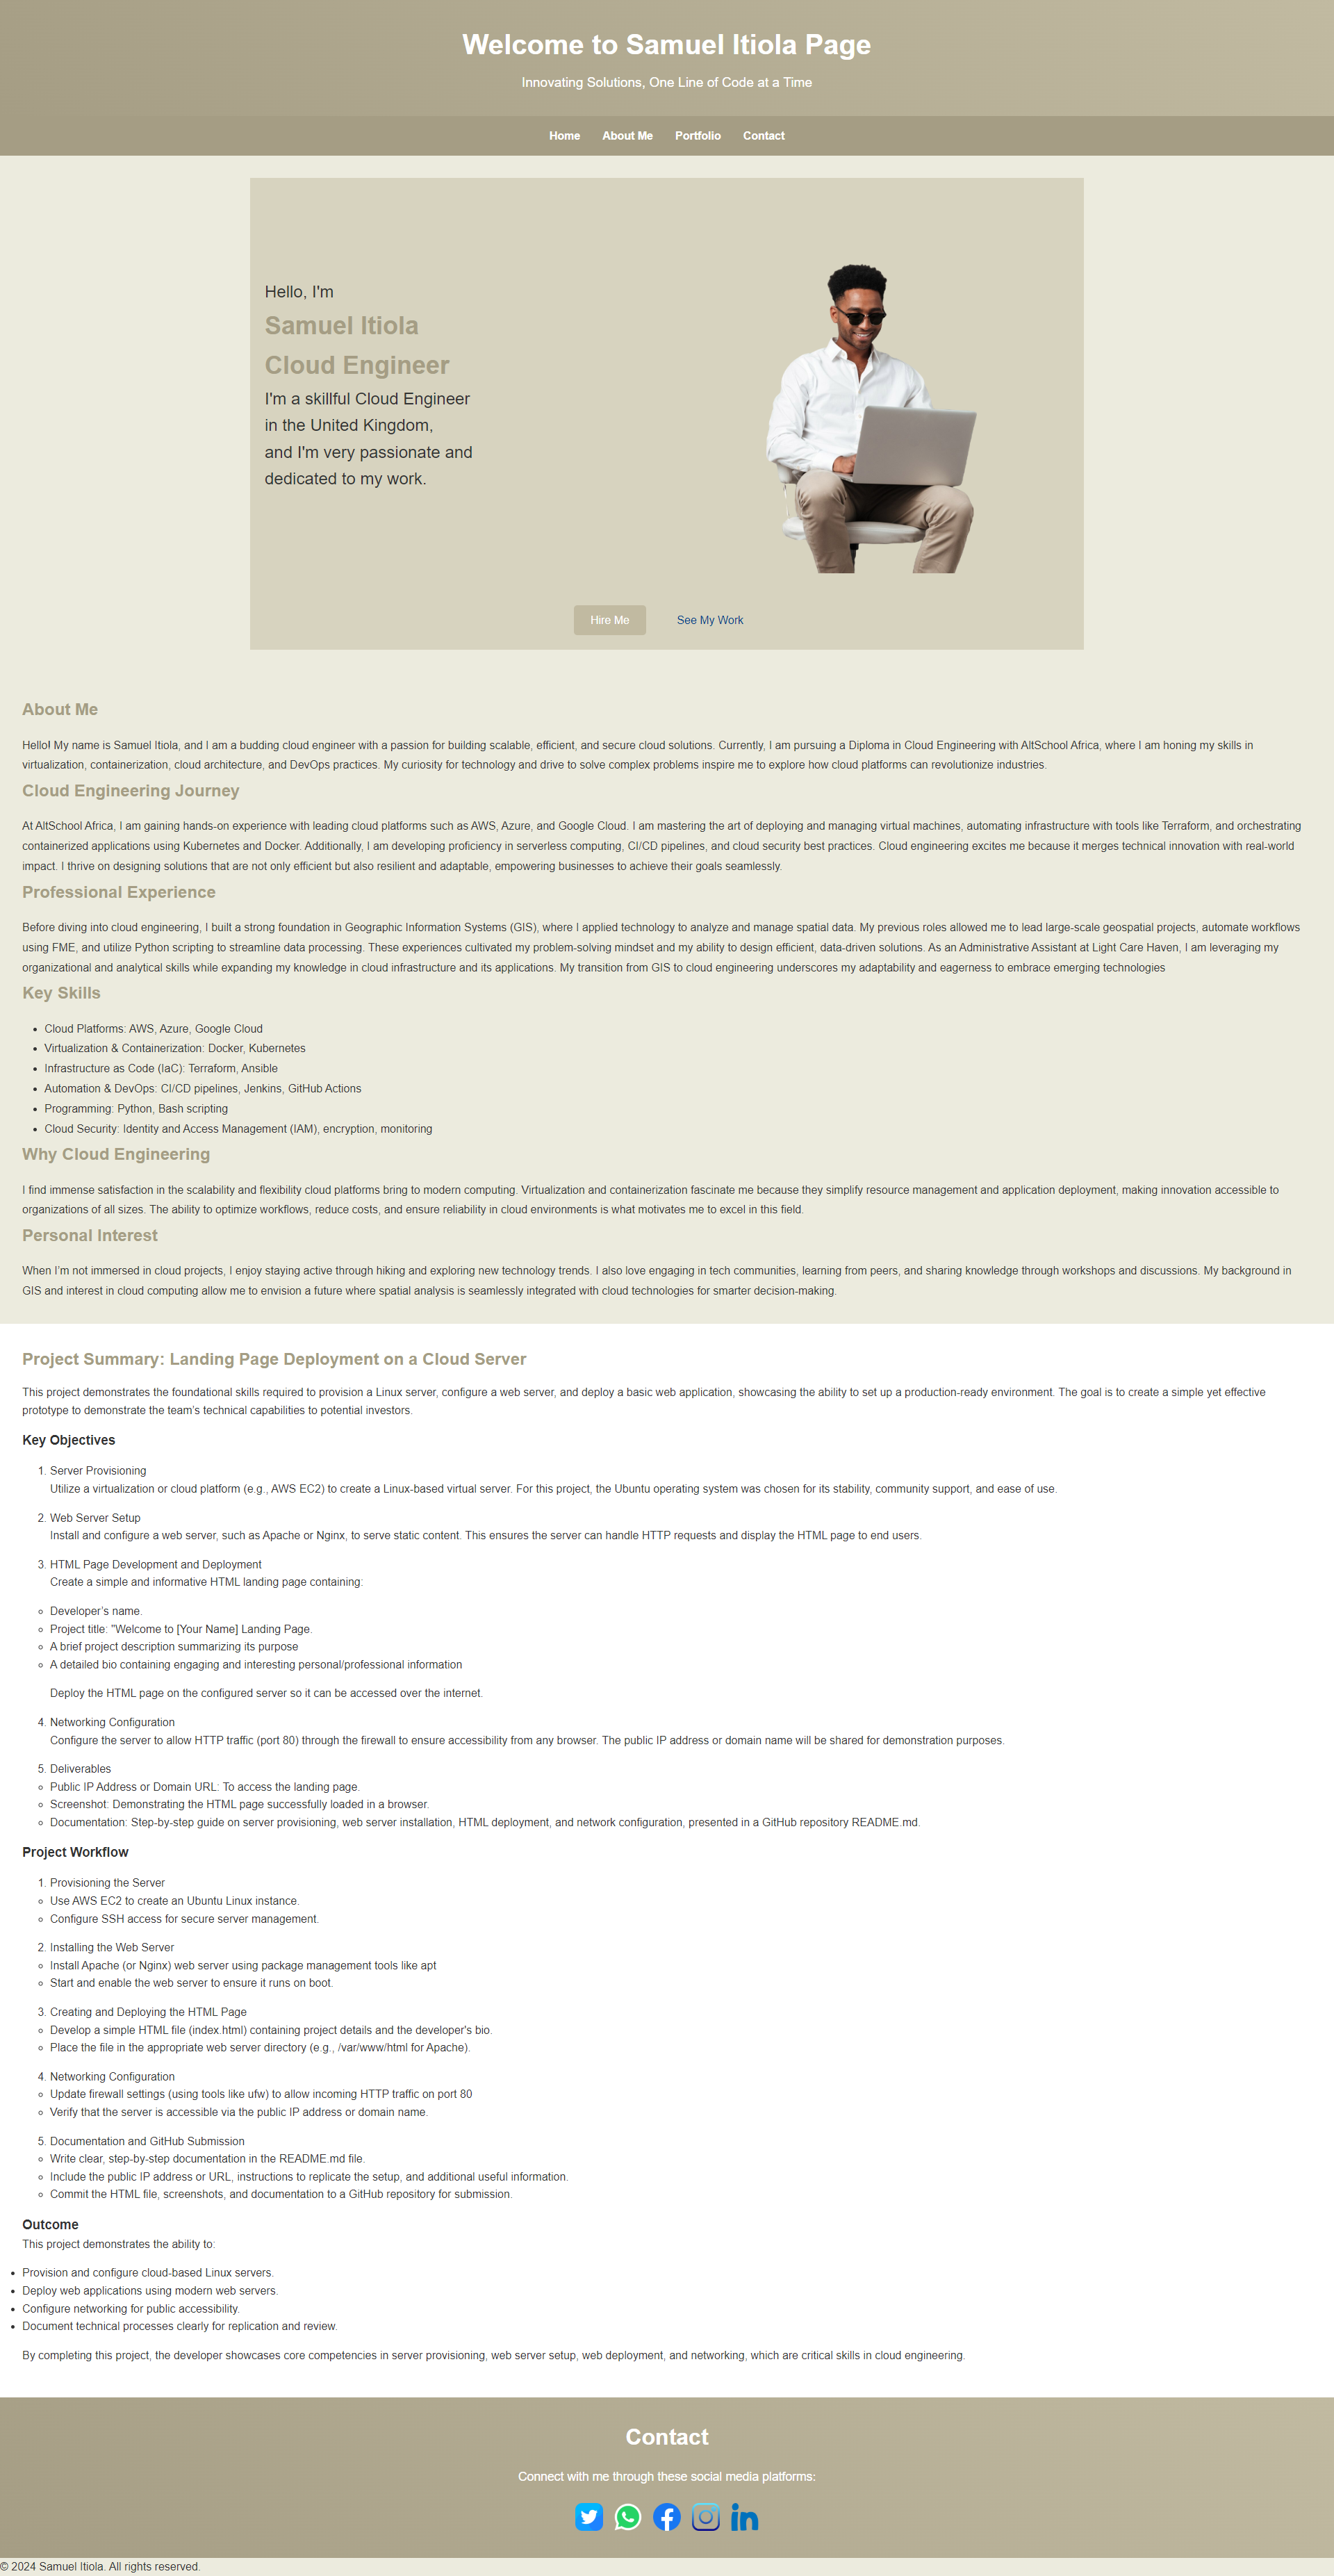 Welcome to Samuel Itiola Page
Innovating Solutions, One Line of Code at a Time
Home About Me Portfolio Contact
Hello, I'm
Samuel Itiola
Cloud Engineer
I'm a skillful Cloud Engineer
in the United Kingdom,
and I'm very passionate and
dedicated to my work.
Hire Me See My Work
About Me
Hello! My name is Samuel Itiola, and I am a budding cloud engineer with a passion for building scalable, efficient, and secure cloud solutions. Currently, I am pursuing a Diploma in Cloud Engineering with AltSchool Africa, where I am honing my skills in
virtualization, containerization, cloud architecture, and DevOps practices. My curiosity for technology and drive to solve complex problems inspire me to explore how cloud platforms can revolutionize industries.
Cloud Engineering Journey
At AltSchool Africa, I am gaining hands-on experience with leading cloud platforms such as AWS, Azure, and Google Cloud. I am mastering the art of deploying and managing virtual machines, automating infrastructure with tools like Terraform, and orchestrating
containerized applications using Kubernetes and Docker. Additionally, I am developing proficiency in serverless computing, CI/CD pipelines, and cloud security best practices. Cloud engineering excites me because it merges technical innovation with real-world
impact. I thrive on designing solutions that are not only efficient but also resilient and adaptable, empowering businesses to achieve their goals seamlessly.
Professional Experience
Before diving into cloud engineering, I built a strong foundation in Geographic Information Systems (GIS), where I applied technology to analyze and manage spatial data. My previous roles allowed me to lead large-scale geospatial projects, automate workflows
using FME, and utilize Python scripting to streamline data processing. These experiences cultivated my problem-solving mindset and my ability to design efficient, data-driven solutions. As an Administrative Assistant at Light Care Haven, I am leveraging my
organizational and analytical skills while expanding my knowledge in cloud infrastructure and its applications. My transition from GIS to cloud engineering underscores my adaptability and eagerness to embrace emerging technologies
Key Skills
• Cloud Platforms: AWS, Azure, Google Cloud
• Virtualization & Containerization: Docker, Kubernetes
• Infrastructure as Code (IaC): Terraform, Ansible
• Automation & DevOps: CI/CD pipelines, Jenkins, GitHub Actions
• Programming: Python, Bash scripting
• Cloud Security: Identity and Access Management (IAM), encryption, monitoring
Why Cloud Engineering
I find immense satisfaction in the scalability and flexibility cloud platforms bring to modern computing. Virtualization and containerization fascinate me because they simplify resource management and application deployment, making innovation accessible to
organizations of all sizes. The ability to optimize workflows, reduce costs, and ensure reliability in cloud environments is what motivates me to excel in this field.
Personal Interest
When I'm not immersed in cloud projects, I enjoy staying active through hiking and exploring new technology trends. I also love engaging in tech communities, learning from peers, and sharing knowledge through workshops and discussions. My background in
GIS and interest in cloud computing allow me to envision a future where spatial analysis is seamlessly integrated with cloud technologies for smarter decision-making.
Project Summary: Landing Page Deployment on a Cloud Server
This project demonstrates the foundational skills required to provision a Linux server, configure a web server, and deploy a basic web application, showcasing the ability to set up a production-ready environment. The goal is to create a simple yet effective
prototype to demonstrate the team's technical capabilities to potential investors.
Key Objectives
1. Server Provisioning
Utilize a virtualization or cloud platform (e.g., AWS EC2) to create a Linux-based virtual server. For this project, the Ubuntu operating system was chosen for its stability, community support, and ease of use.
2. Web Server Setup
Install and configure a web server, such as Apache or Nginx, to serve static content. This ensures the server can handle HTTP requests and display the HTML page to end users.
3. HTML Page Development and Deployment
Create a simple and informative HTML landing page containing:
◦ Developer's name.
◦ Project title: "Welcome to [Your Name] Landing Page.
◦ A brief project description summarizing its purpose
◦ A detailed bio containing engaging and interesting personal/professional information
Deploy the HTML page on the configured server so it can be accessed over the internet.
4. Networking Configuration
Configure the server to allow HTTP traffic (port 80) through the firewall to ensure accessibility from any browser. The public IP address or domain name will be shared for demonstration purposes.
5. Deliverables
◦ Public IP Address or Domain URL: To access the landing page.
◦ Screenshot: Demonstrating the HTML page successfully loaded in a browser.
◦ Documentation: Step-by-step guide on server provisioning, web server installation, HTML deployment, and network configuration, presented in a GitHub repository README.md.
Project Workflow
1. Provisioning the Server
◦ Use AWS EC2 to create an Ubuntu Linux instance.
◦ Configure SSH access for secure server management.
2. Installing the Web Server
◦ Install Apache (or Nginx) web server using package management tools like apt
◦ Start and enable the web server to ensure it runs on boot.
3. Creating and Deploying the HTML Page
◦ Develop a simple HTML file (index.html) containing project details and the developer's bio.
◦ Place the file in the appropriate web server directory (e.g., /var/www/html for Apache).
4. Networking Configuration
◦ Update firewall settings (using tools like ufw) to allow incoming HTTP traffic on port 80
◦ Verify that the server is accessible via the public IP address or domain name.
5. Documentation and GitHub Submission
◦ Write clear, step-by-step documentation in the README.md file.
◦ Include the public IP address or URL, instructions to replicate the setup, and additional useful information.
◦ Commit the HTML file, screenshots, and documentation to a GitHub repository for submission.
Outcome
This project demonstrates the ability to:
• Provision and configure cloud-based Linux servers.
• Deploy web applications using modern web servers.
• Configure networking for public accessibility.
• Document technical processes clearly for replication and review.
By completing this project, the developer showcases core competencies in server provisioning, web server setup, web deployment, and networking, which are critical skills in cloud engineering.
Contact
Connect with me through these social media platforms:
© 2024 Samuel Itiola. All rights reserved.